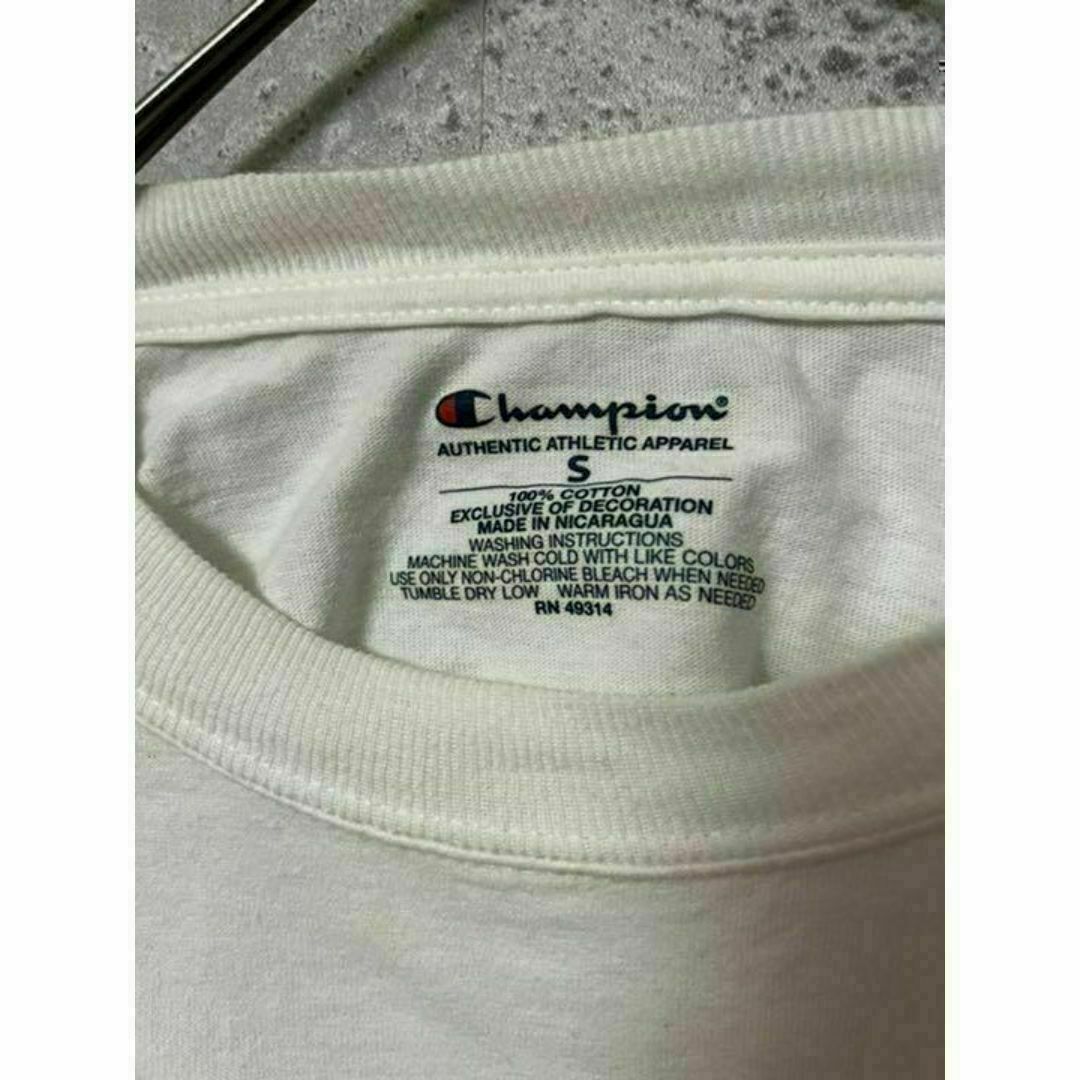 Champion®
AUTHENTIC ATHLETIC APPAREL
S
100% COTTON
EXCLUSIVE OF DECORATION
MADE IN NICARAGUA
WASHING INSTRUCTIONS
MACHINE WASH COLD WITH LIKE COLORS
USE ONLY NON-CHLORINE BLEACH WHEN NEEDED
TUMBLE DRY LOW WARM IRON AS NEEDED
RN 49314